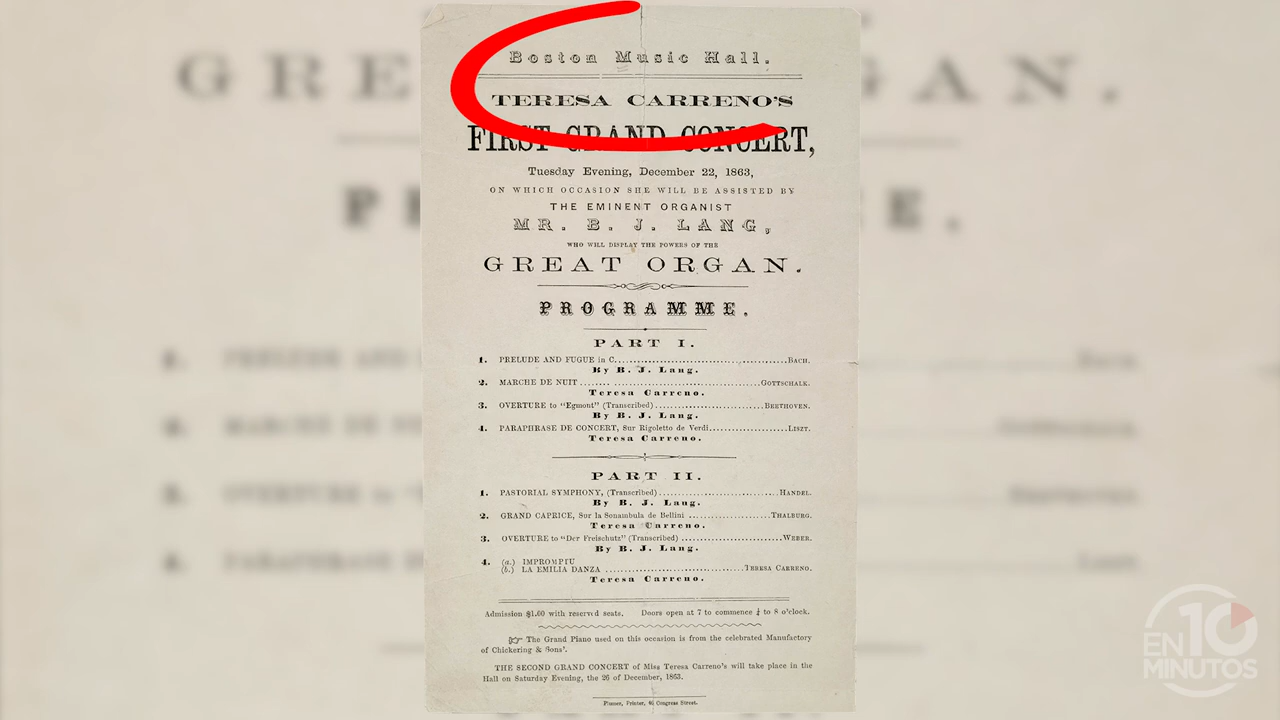 Boston Music Hall.
TERESA CARRENO'S
FIRST GRAND CONCERT,
Tuesday Evening, December 22, 1863,
ON WHICH OCCASION SHE WILL BE ASSISTED BY
THE EMINENT ORGANIST
MR. B. J. LANG,
WHO WILL DISPLAY THE POWERS OF THE
GREAT ORGAN.
PROGRAMME.
PART I.
1. PRELUDE AND FUGUE in C. BACH.
By B. J. Lang.
2. MARCHE DE NUIT GOTTSCHALK.
Teresa Carreno.
3. OVERTURE to "Egmont" (Transcribed) BEETHOVEN.
By B. J. Lang.
4. PARAPHRASE DE CONCERT, Sur Rigoletto de Verdi LISZT.
Teresa Carreno.
PART II.
1. PASTORIAL SYMPHONY, (Transcribed) HANDEL.
By B. J. Lang.
2. GRAND CAPRICE, Sur la Sonambula de Bellini THALBURG.
Teresa Carreno.
3. OVERTURE to "Der Freischutz" (Transcribed) WEBER.
By B. J. Lang.
4. (a.) IMPROMPTU
(b.) LA EMILIA DANZA TERESA CARRENO.
Teresa Carreno.
Admission $1.00 with reserved seats. Doors open at 7 to commence ¼ to 8 o'clock.
The Grand Piano used on this occasion is from the celebrated Manufactory
of Chickering & Sons'.
THE SECOND GRAND CONCERT of Miss Teresa Carreno's will take place in the
Hall on Saturday Evening, the 26 of December, 1863.
Printer, Congress Street.
EN 10
MINUTOS